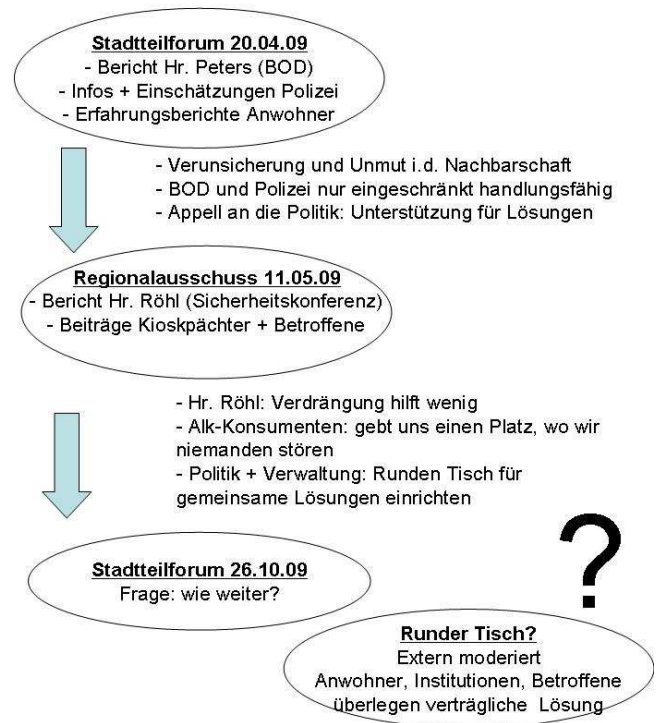 Stadtteilforum 20.04.09
- Bericht Hr. Peters (BOD)
- Infos + Einschätzungen Polizei
- Erfahrungsberichte Anwohner
- Verunsicherung und Unmut i.d. Nachbarschaft
- BOD und Polizei nur eingeschränkt handlungsfähig
- Appell an die Politik: Unterstützung für Lösungen
Regionalausschuss 11.05.09
- Bericht Hr. Röhl (Sicherheitskonferenz)
- Beiträge Kioskpächter + Betroffene
- Hr. Röhl: Verdrängung hilft wenig
- Alk-Konsumenten: gebt uns einen Platz, wo wir
niemanden stören
- Politik + Verwaltung: Runden Tisch für
gemeinsame Lösungen einrichten
Stadtteilforum 26.10.09
Frage: wie weiter?
?
Runder Tisch?
Extern moderiert
Anwohner, Institutionen, Betroffene
überlegen verträgliche Lösung